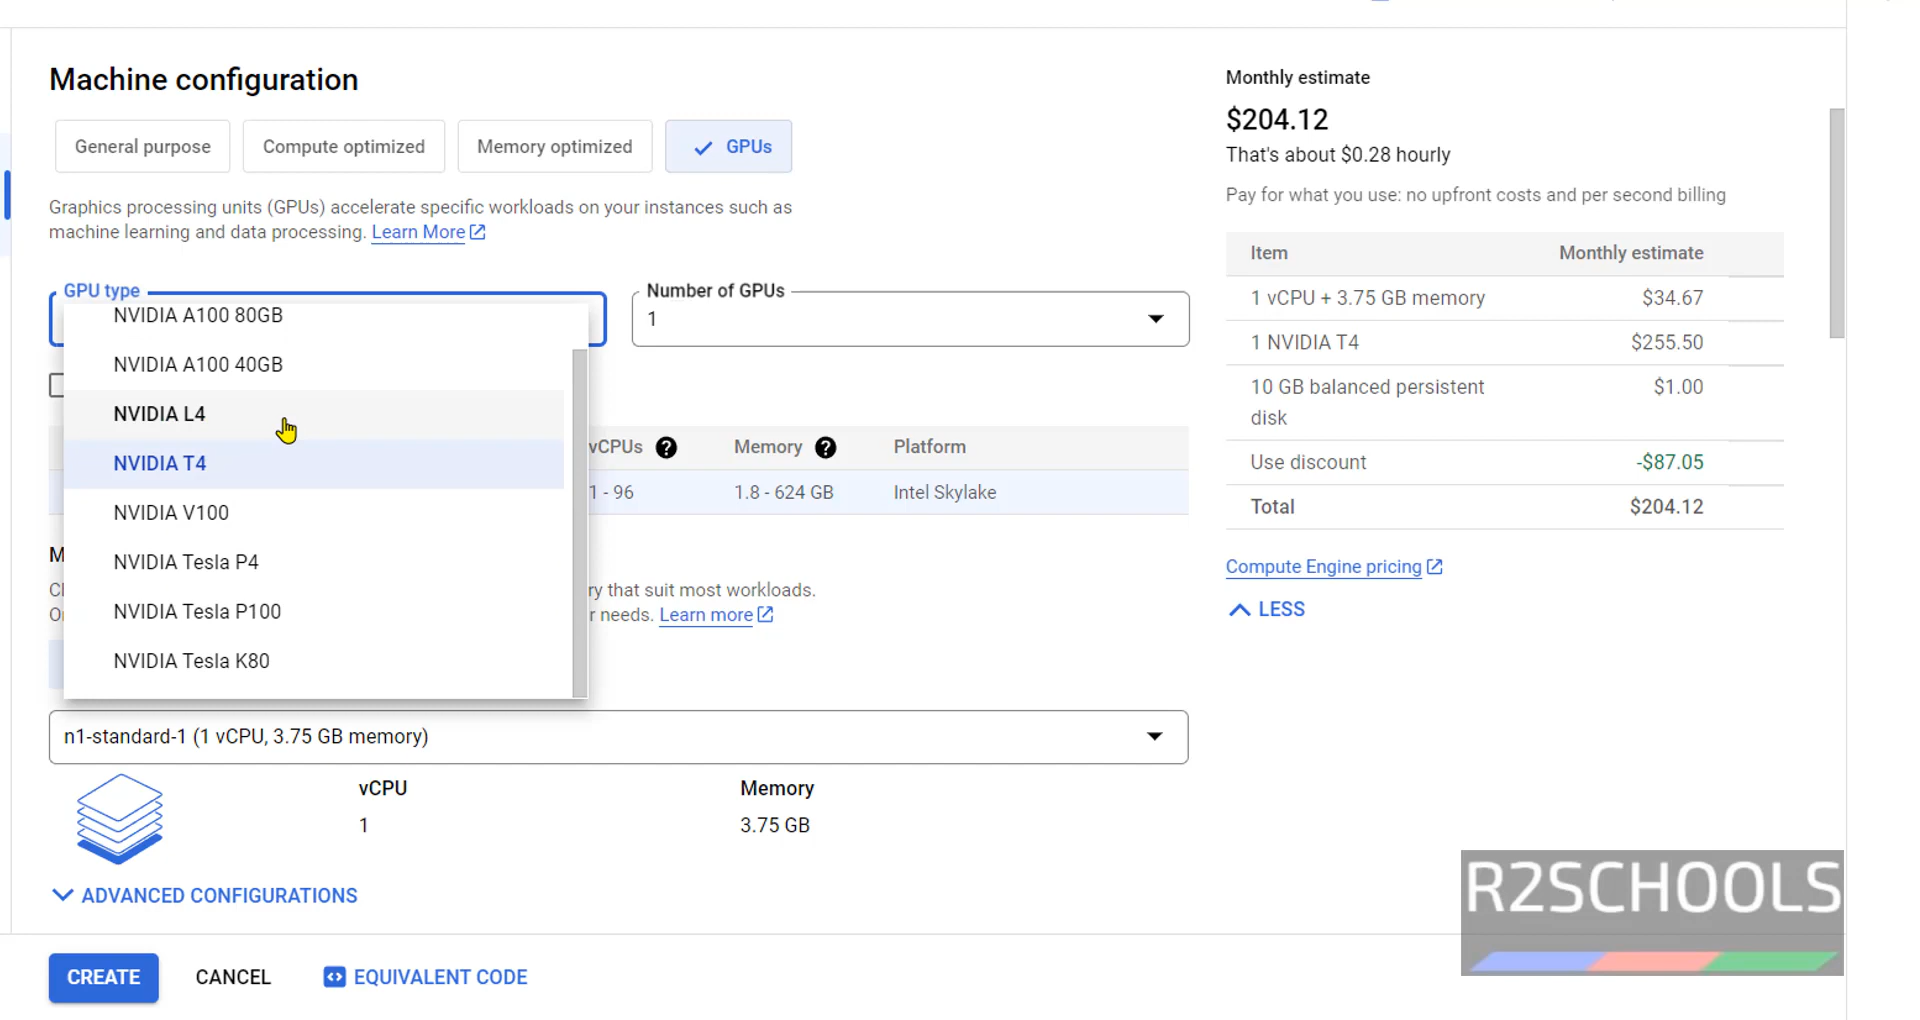 Machine configuration
General purpose
Compute optimized
Memory optimized
GPUs
Graphics processing units (GPUs) accelerate specific workloads on your instances such as
machine learning and data processing. Learn More
GPU type
NVIDIA A100 80GB
NVIDIA A100 40GB
NVIDIA L4
NVIDIA T4
NVIDIA V100
NVIDIA Tesla P4
NVIDIA Tesla P100
NVIDIA Tesla K80
Number of GPUs
1
vCPUs
Memory
Platform
1 - 96
1.8 - 624 GB
Intel Skylake
that suit most workloads.
needs. Learn more
n1-standard-1 (1 vCPU, 3.75 GB memory)
vCPU
Memory
1
3.75 GB
ADVANCED CONFIGURATIONS
CREATE
CANCEL
EQUIVALENT CODE
Monthly estimate
$204.12
That's about $0.28 hourly
Pay for what you use: no upfront costs and per second billing
Item Monthly estimate
1 vCPU + 3.75 GB memory $34.67
1 NVIDIA T4 $255.50
10 GB balanced persistent $1.00
disk
Use discount -$87.05
Total $204.12
Compute Engine pricing
LESS
R2SCHOOLS